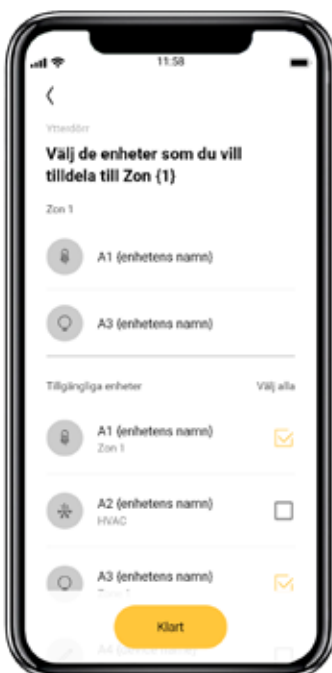 11:58
Ytterdörr
Välj de enheter som du vill
tilldela till Zon {1}
Zon 1
A1 (enhetens namn)
A3 (enhetens namn)
Tillgängliga enheter Välj alla
A1 (enhetens namn)
Zon 1
A2 (enhetens namn)
HVAC
A3 (enhetens namn)
Klart